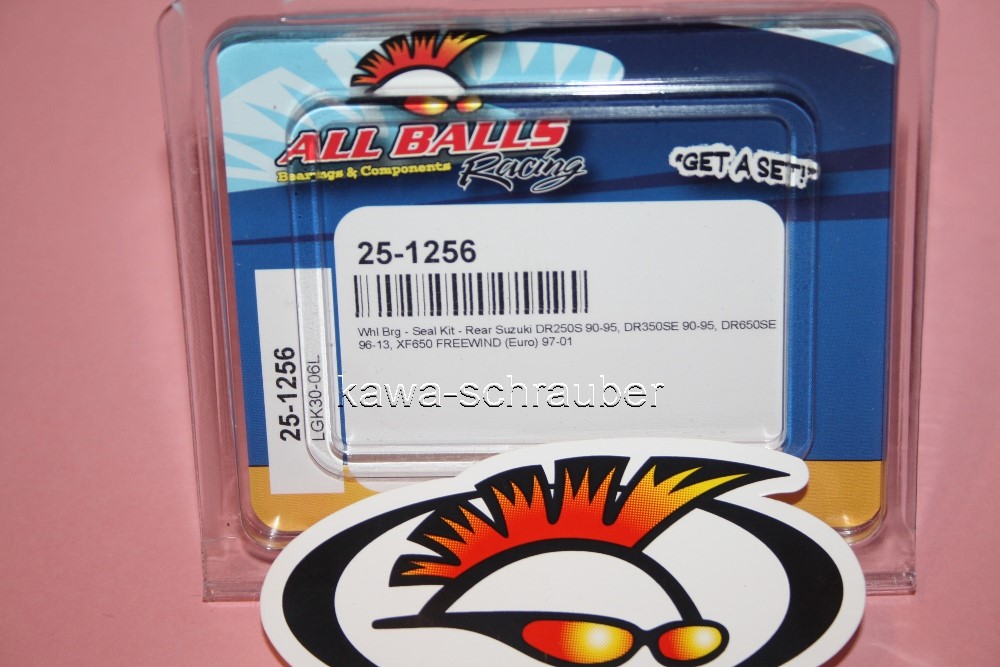 ALL BALLS
Bearings & Components
Racing
"GET A SET!"
25-1256
Whl Brg - Seal Kit - Rear Suzuki DR250S 90-95, DR350SE 90-95, DR650SE
96-13, XF650 FREEWIND (Euro) 97-01
25-1256
LGK30-06L
kawa-schrauber